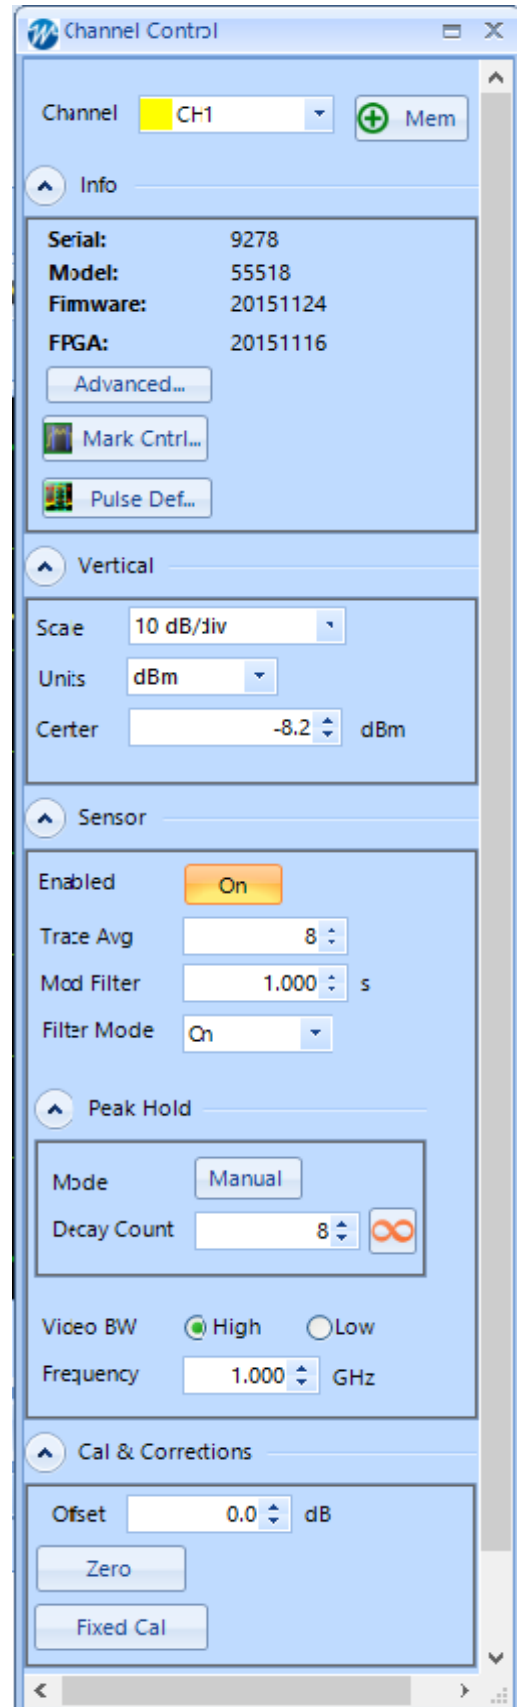 Channel Control
Channel CH1 Mem
Info
Serial: 9278
Model: 55518
Firmware: 20151124
FPGA: 20151116
Advanced...
Mark Cntrl...
Pulse Def...
Vertical
Scale 10 dB/div
Units dBm
Center -8.2 dBm
Sensor
Enabled On
Trace Avg 8
Mod Filter 1.000 s
Filter Mode On
Peak Hold
Mode Manual
Decay Count 8 ∞
Video BW High Low
Frequency 1.000 GHz
Cal & Corrections
Offset 0.0 dB
Zero
Fixed Cal